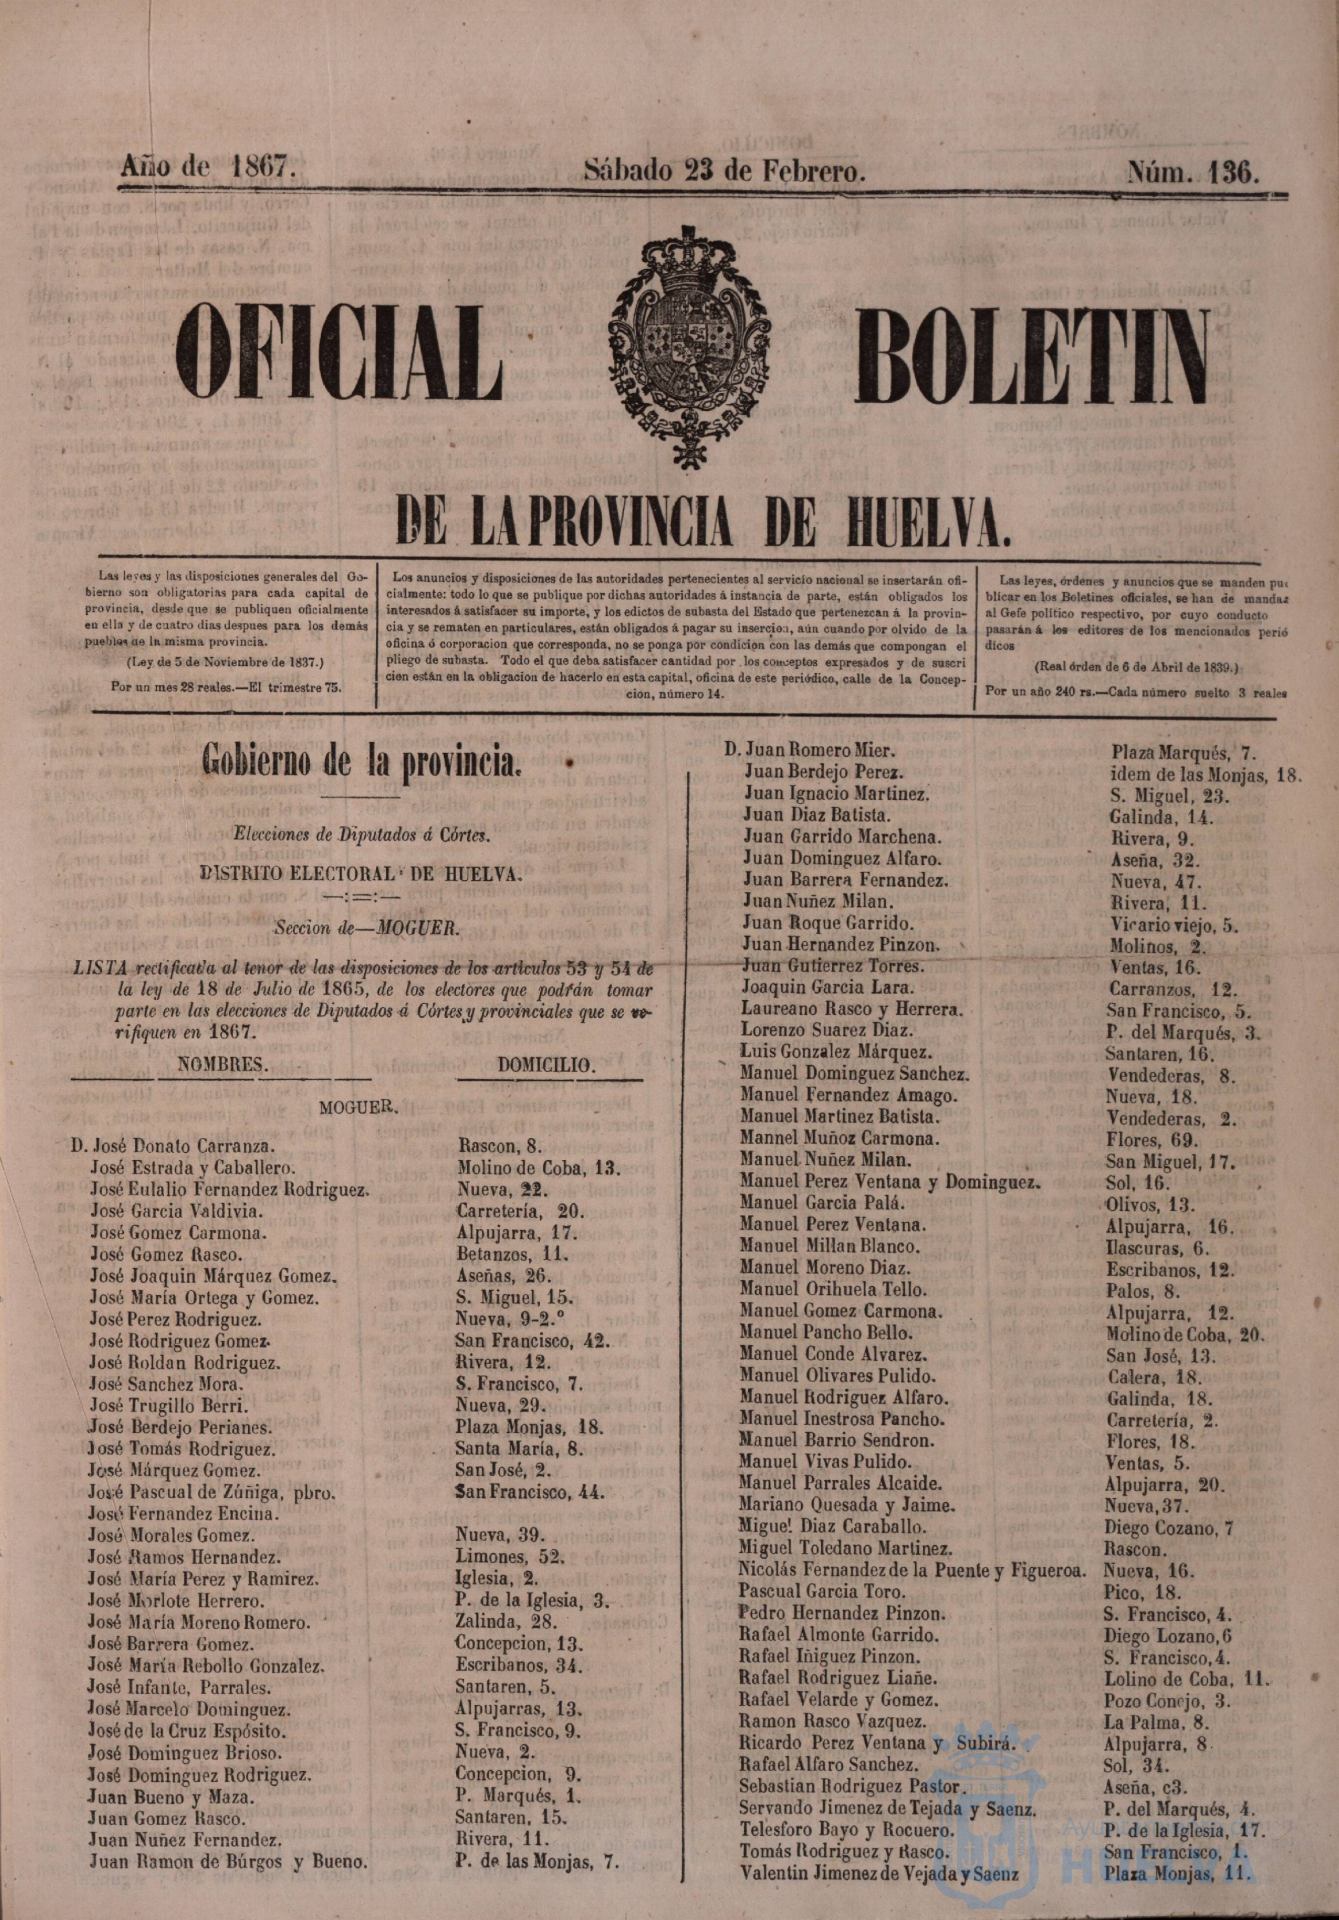 Año de 1867.
Sábado 23 de Febrero.
Núm. 136.
OFICIAL
BOLETIN
DE LA PROVINCIA DE HUELVA.
Las leyes y las disposiciones generales del Go-
bierno son obligatorias para cada capital de
provincia, desde que se publiquen oficialmente
en ella y de cuatro dias despues para los demás
pueblos de la misma provincia.
(Ley de 5 de Noviembre de 1837.)
Por un mes 28 reales.—El trimestre 75.
Los anuncios y disposiciones de las autoridades pertenecientes al servicio nacional se insertarán ofi-
cialmente: todo lo que se publique por dichas autoridades á instancia de parte, están obligados los
interesados á satisfacer su importe, y los edictos de subasta del Estado que pertenezcan á la provin-
cia y se rematen en particulares, están obligados á pagar su insercion, aún cuando por olvido de la
oficina ó corporacion que corresponda, no se ponga por condicion con las demás que compongan el
pliego de subasta. Todo el que deba satisfacer cantidad por los conceptos expresados y de suscri
cion están en la obligacion de hacerlo en esta capital, oficina de este periódico, calle de la Concep-
cion, número 14.
Las leyes, órdenes y anuncios que se manden pu
blicar en los Boletines oficiales, se han de mandar
al Gefe político respectivo, por cuyo conducto
pasarán á los editores de los mencionados perió
dicos
(Real órden de 6 de Abril de 1839.)
Por un año 240 rs.—Cada número suelto 3 reales
Gobierno de la provincia.
Elecciones de Diputados á Córtes.
DISTRITO ELECTORAL DE HUELVA.
Seccion de—MOGUER.
LISTA rectificata al tenor de las disposiciones de los artículos 53 y 54 de
la ley de 18 de Julio de 1865, de los electores que podrán tomar
parte en las elecciones de Diputados á Córtes y provinciales que se ve-
rifiquen en 1867.
NOMBRES. DOMICILIO.
MOGUER.
D. José Donato Carranza. Rascon, 8.
José Estrada y Caballero. Molino de Coba, 13.
José Eulalio Fernandez Rodriguez. Nueva, 22.
José Garcia Valdivia. Carretería, 20.
José Gomez Carmona. Alpujarra, 17.
José Gomez Rasco. Betanzos, 11.
José Joaquin Márquez Gomez. Aseñas, 26.
José María Ortega y Gomez. S. Miguel, 15.
José Perez Rodriguez. Nueva, 9-2.º
José Rodriguez Gomez. San Francisco, 42.
José Roldan Rodriguez. Rivera, 12.
José Sanchez Mora. S. Francisco, 7.
José Trugillo Berri. Nueva, 29.
José Berdejo Perianes. Plaza Monjas, 18.
José Tomás Rodriguez. Santa María, 8.
José Márquez Gomez. San José, 2.
José Pascual de Zúñiga, pbro. San Francisco, 44.
José Fernandez Encina.
José Morales Gomez. Nueva, 39.
José Ramos Hernandez. Limones, 52.
José María Perez y Ramirez. Iglesia, 2.
José Morlote Herrero. P. de la Iglesia, 3.
José María Moreno Romero. Zalinda, 28.
José Barrera Gomez. Concepcion, 13.
José María Rebollo Gonzalez. Escribanos, 34.
José Infante, Parrales. Santaren, 5.
José Marcelo Dominguez. Alpujarras, 13.
José de la Cruz Espósito. S. Francisco, 9.
José Dominguez Brioso. Nueva, 2.
José Dominguez Rodriguez. Concepcion, 9.
Juan Bueno y Maza. P. Marqués, 1.
Juan Gomez Rasco. Santaren, 15.
Juan Nuñez Fernandez. Rivera, 11.
Juan Ramon de Búrgos y Bueno. P. de las Monjas, 7.
D. Juan Romero Mier. Plaza Marqués, 7.
Juan Berdejo Perez. idem de las Monjas, 18.
Juan Ignacio Martinez. S. Miguel, 23.
Juan Diaz Batista. Galinda, 14.
Juan Garrido Marchena. Rivera, 9.
Juan Dominguez Alfaro. Aseña, 32.
Juan Barrera Fernandez. Nueva, 47.
Juan Nuñez Milan. Rivera, 11.
Juan Roque Garrido. Vicario viejo, 5.
Juan Hernandez Pinzon. Molinos, 2.
Juan Gutierrez Torres. Ventas, 16.
Joaquin Garcia Lara. Carranzos, 12.
Laureano Rasco y Herrera. San Francisco, 5.
Lorenzo Suarez Diaz. P. del Marqués, 3.
Luis Gonzalez Márquez. Santaren, 16.
Manuel Dominguez Sanchez. Vendederas, 8.
Manuel Fernandez Amago. Nueva, 18.
Manuel Martinez Batista. Vendederas, 2.
Mannel Muñoz Carmona. Flores, 69.
Manuel Nuñez Milan. San Miguel, 17.
Manuel Perez Ventana y Dominguez. Sol, 16.
Manuel Garcia Palá. Olivos, 13.
Manuel Perez Ventana. Alpujarra, 16.
Manuel Millan Blanco. Ilascuras, 6.
Manuel Moreno Diaz. Escribanos, 12.
Manuel Orihuela Tello. Palos, 8.
Manuel Gomez Carmona. Alpujarra, 12.
Manuel Pancho Bello. Molino de Coba, 20.
Manuel Conde Alvarez. San José, 13.
Manuel Olivares Pulido. Calera, 18.
Manuel Rodriguez Alfaro. Galinda, 18.
Manuel Inestrosa Pancho. Carretería, 2.
Manuel Barrio Sendron. Flores, 18.
Manuel Vivas Pulido. Ventas, 5.
Manuel Parrales Alcaide. Alpujarra, 20.
Mariano Quesada y Jaime. Nueva, 37.
Miguel Diaz Caraballo. Diego Cozano, 7
Miguel Toledano Martinez. Rascon.
Nicolás Fernandez de la Puente y Figueroa. Nueva, 16.
Pascual Garcia Toro. Pico, 18.
Pedro Hernandez Pinzon. S. Francisco, 4.
Rafael Almonte Garrido. Diego Lozano, 6
Rafael Iñiguez Pinzon. S. Francisco, 4.
Rafael Rodriguez Liañe. Lolino de Coba, 11.
Rafael Velarde y Gomez. Pozo Conejo, 3.
Ramon Rasco Vazquez. La Palma, 8.
Ricardo Perez Ventana y Subirá. Alpujarra, 8.
Rafael Alfaro Sanchez. Sol, 34.
Sebastian Rodriguez Pastor. Aseña, c3.
Servando Jimenez de Tejada y Saenz. P. del Marqués, 4.
Telesforo Bayo y Rocuero. P. de la Iglesia, 17.
Tomás Rodriguez y Rasco. San Francisco, 1.
Valentin Jimenez de Vejada y Saenz Plaza Monjas, 11.